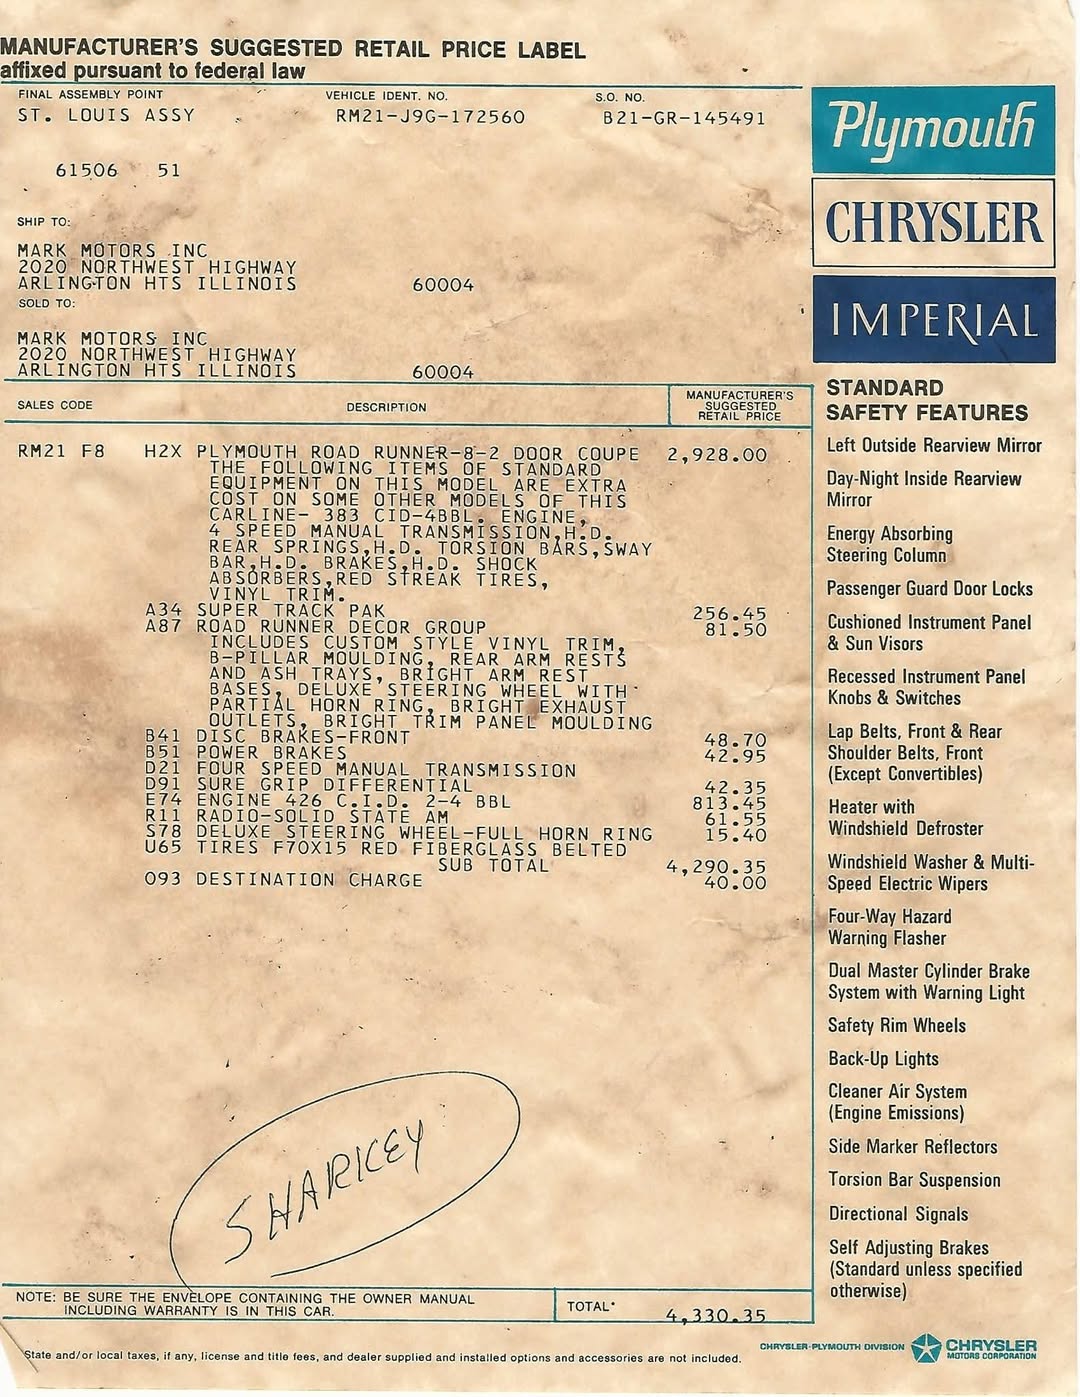 MANUFACTURER'S SUGGESTED RETAIL PRICE LABEL
affixed pursuant to federal law
FINAL ASSEMBLY POINT VEHICLE IDENT. NO. S.O. NO.
ST. LOUIS ASSY RM21-J9G-172560 B21-GR-145491
61506 51
SHIP TO:
MARK MOTORS INC
2020 NORTHWEST HIGHWAY
ARLINGTON HTS ILLINOIS 60004
SOLD TO:
MARK MOTORS INC
2020 NORTHWEST HIGHWAY
ARLINGTON HTS ILLINOIS 60004
SALES CODE DESCRIPTION MANUFACTURER'S
SUGGESTED
RETAIL PRICE
RM21 F8 H2X PLYMOUTH ROAD RUNNER-8-2 DOOR COUPE 2,928.00
THE FOLLOWING ITEMS OF STANDARD
EQUIPMENT ON THIS MODEL ARE EXTRA
COST ON SOME OTHER MODELS OF THIS
CARLINE- 383 CID-4BBL. ENGINE,
4 SPEED MANUAL TRANSMISSION,H.D.
REAR SPRINGS,H.D. TORSION BARS,SWAY
BAR,H.D. BRAKES,H.D. SHOCK
ABSORBERS,RED STREAK TIRES,
VINYL TRIM.
A34 SUPER TRACK PAK 256.45
A87 ROAD RUNNER DECOR GROUP 81.50
INCLUDES CUSTOM STYLE VINYL TRIM,
B-PILLAR MOULDING, REAR ARM RESTS
AND ASH TRAYS, BRIGHT ARM REST
BASES, DELUXE STEERING WHEEL WITH
PARTIAL HORN RING, BRIGHT EXHAUST
OUTLETS, BRIGHT TRIM PANEL MOULDING
B41 DISC BRAKES-FRONT 48.70
B51 POWER BRAKES 42.95
D21 FOUR SPEED MANUAL TRANSMISSION
D91 SURE GRIP DIFFERENTIAL 42.35
E74 ENGINE 426 C.I.D. 2-4 BBL 813.45
R11 RADIO-SOLID STATE AM 61.55
S78 DELUXE STEERING WHEEL-FULL HORN RING 15.40
U65 TIRES F70X15 RED FIBERGLASS BELTED
SUB TOTAL 4,290.35
093 DESTINATION CHARGE 40.00
SHARKEY
NOTE: BE SURE THE ENVELOPE CONTAINING THE OWNER MANUAL
INCLUDING WARRANTY IS IN THIS CAR.
TOTAL* 4,330.35
*State and/or local taxes, if any, license and title fees, and dealer supplied and installed options and accessories are not included.
Plymouth
CHRYSLER
IMPERIAL
STANDARD
SAFETY FEATURES
Left Outside Rearview Mirror
Day-Night Inside Rearview
Mirror
Energy Absorbing
Steering Column
Passenger Guard Door Locks
Cushioned Instrument Panel
& Sun Visors
Recessed Instrument Panel
Knobs & Switches
Lap Belts, Front & Rear
Shoulder Belts, Front
(Except Convertibles)
Heater with
Windshield Defroster
Windshield Washer & Multi-
Speed Electric Wipers
Four-Way Hazard
Warning Flasher
Dual Master Cylinder Brake
System with Warning Light
Safety Rim Wheels
Back-Up Lights
Cleaner Air System
(Engine Emissions)
Side Marker Reflectors
Torsion Bar Suspension
Directional Signals
Self Adjusting Brakes
(Standard unless specified
otherwise)
CHRYSLER-PLYMOUTH DIVISION CHRYSLER
MOTORS CORPORATION